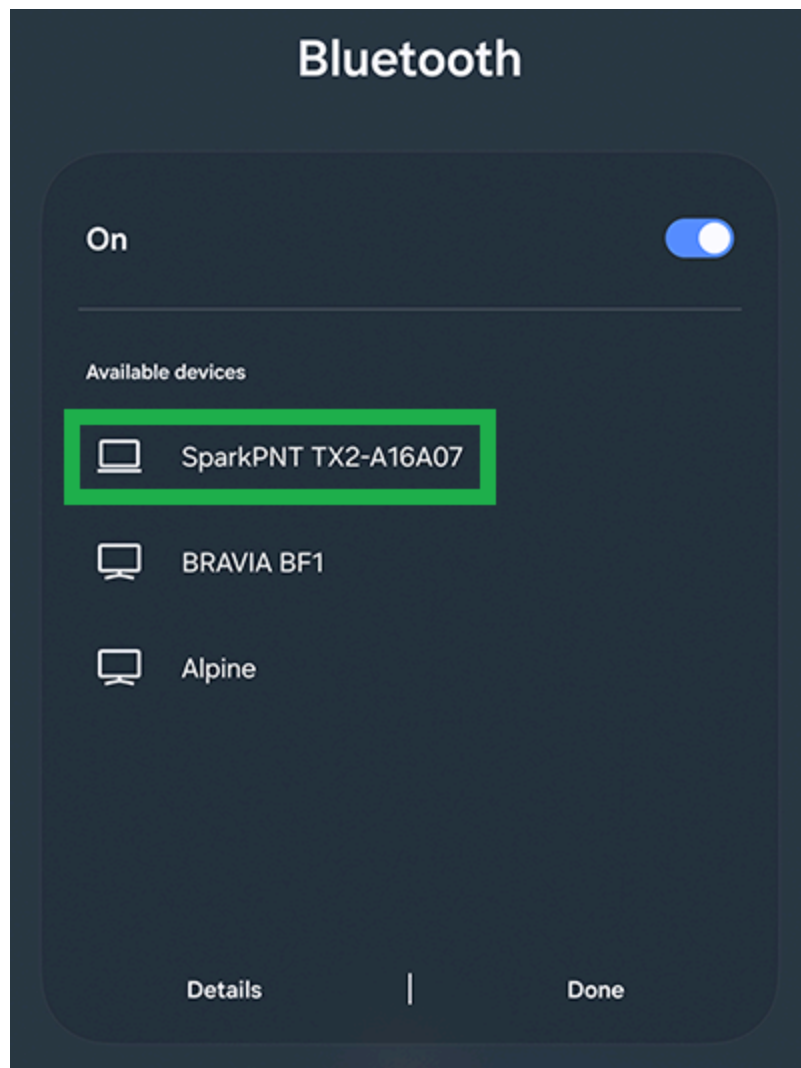 Bluetooth
On
Available devices
SparkPNT TX2-A16A07
BRAVIA BF1
Alpine
Details | Done